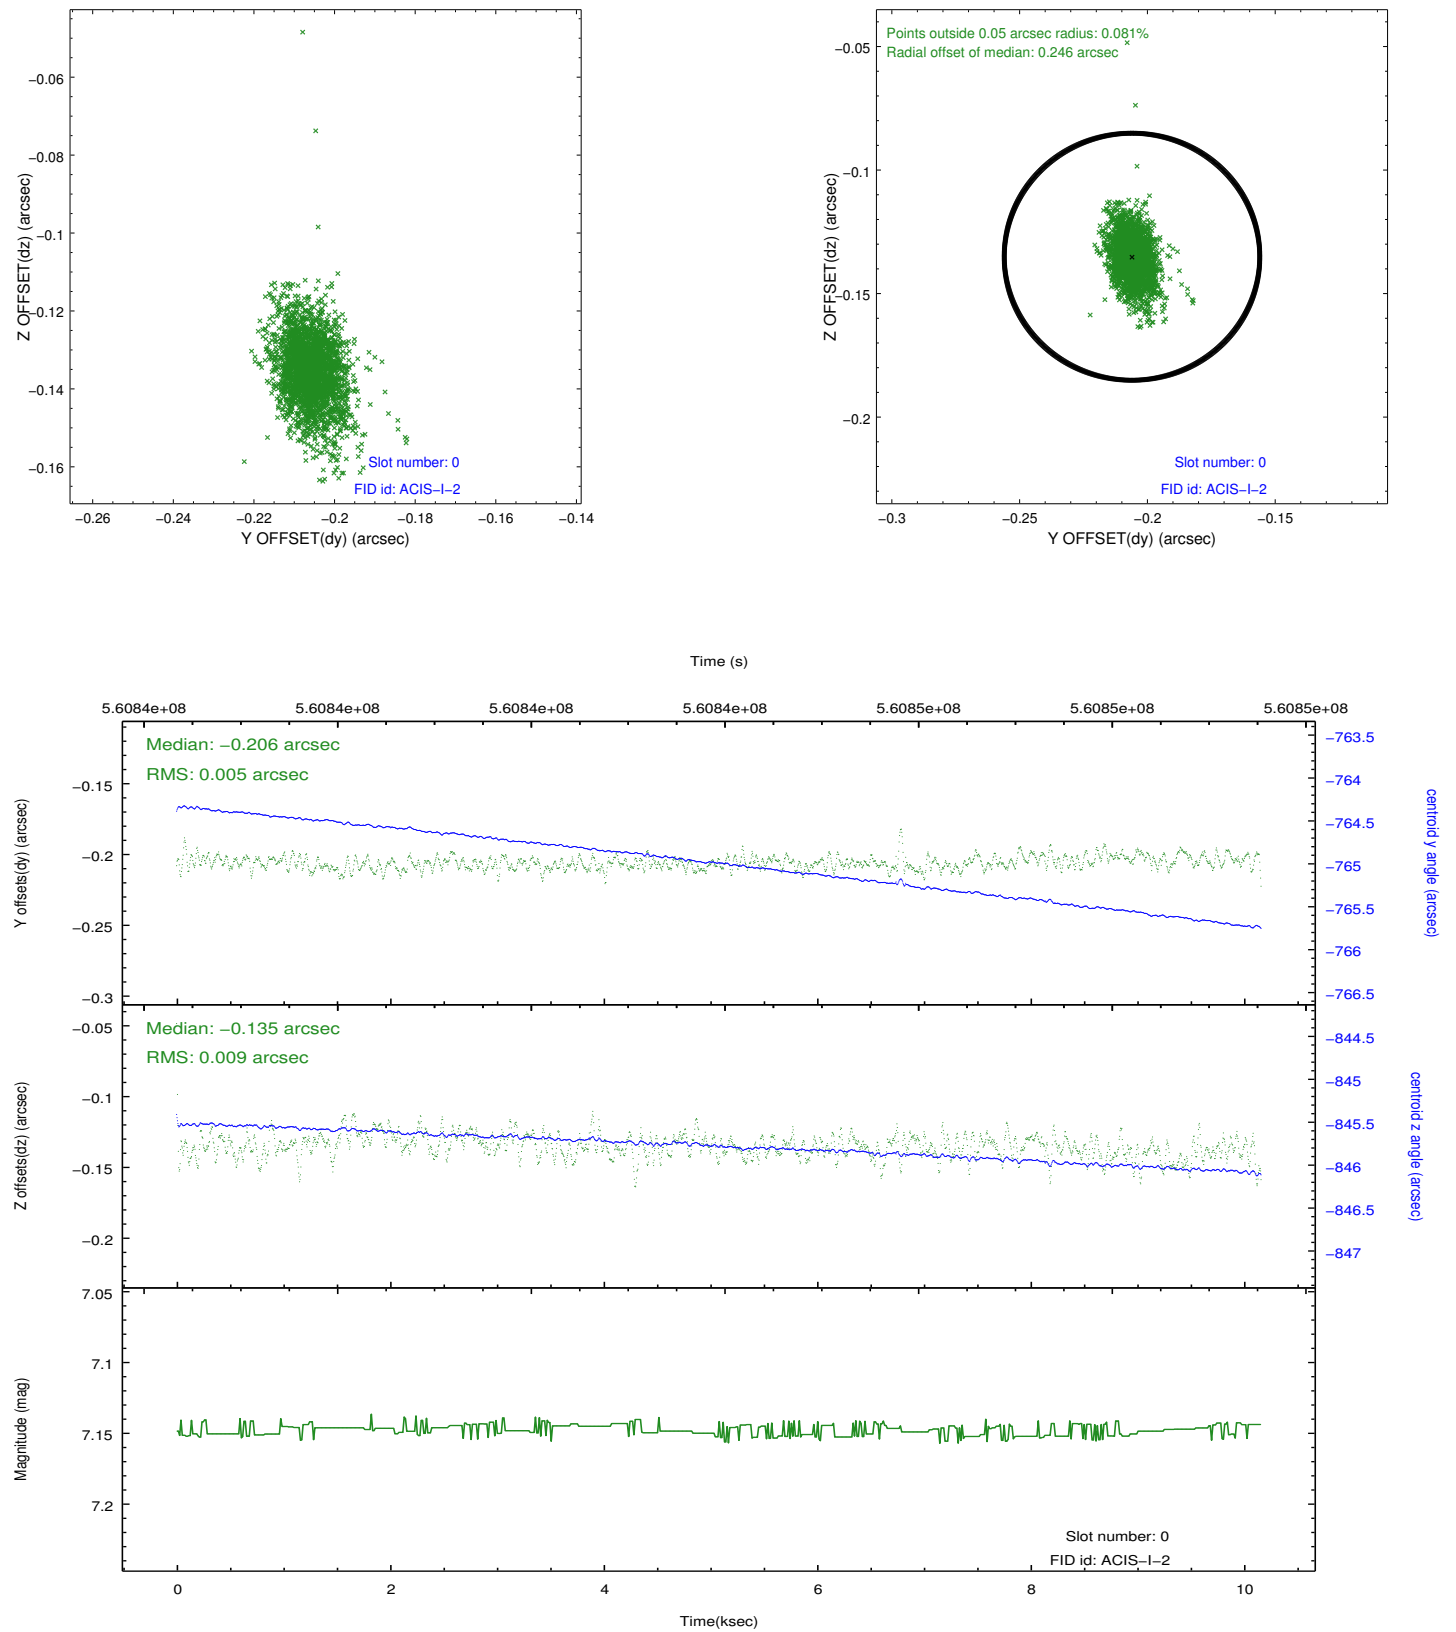 −0.06
−0.08
−0.1
−0.12
−0.14
−0.16
Z OFFSET(dz) (arcsec)
Slot number: 0
FID id: ACIS−I−2
−0.26
−0.24
−0.22
−0.2
−0.18
−0.16
−0.14
Y OFFSET(dy) (arcsec)
Points outside 0.05 arcsec radius: 0.081%
Radial offset of median: 0.246 arcsec
−0.05
−0.1
−0.15
−0.2
Z OFFSET(dz) (arcsec)
Slot number: 0
FID id: ACIS−I−2
−0.3
−0.25
−0.2
−0.15
Y OFFSET(dy) (arcsec)
Time (s)
5.6084e+08
5.6084e+08
5.6084e+08
5.6084e+08
5.6085e+08
5.6085e+08
5.6085e+08
Median: −0.206 arcsec
RMS: 0.005 arcsec
−0.15
−0.2
−0.25
−0.3
Y offsets(dy) (arcsec)
−763.5
−764
−764.5
−765
−765.5
−766
−766.5
centroid y angle (arcsec)
Median: −0.135 arcsec
RMS: 0.009 arcsec
−0.05
−0.1
−0.15
−0.2
Z offsets(dz) (arcsec)
−844.5
−845
−845.5
−846
−846.5
−847
centroid z angle (arcsec)
7.05
7.1
7.15
7.2
Magnitude (mag)
Slot number: 0
FID id: ACIS−I−2
0
2
4
6
8
10
Time(ksec)